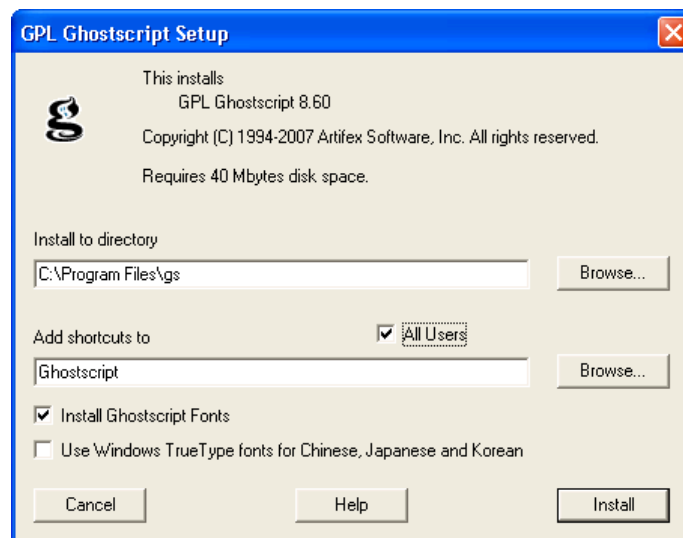 GPL Ghostscript Setup
This installs
GPL Ghostscript 8.60
Copyright (C) 1994-2007 Artifex Software, Inc. All rights reserved.
Requires 40 Mbytes disk space.
Install to directory
C:\Program Files\gs
Browse...
Add shortcuts to
All Users
Ghostscript
Browse...
Install Ghostscript Fonts
Use Windows TrueType fonts for Chinese, Japanese and Korean
Cancel
Help
Install